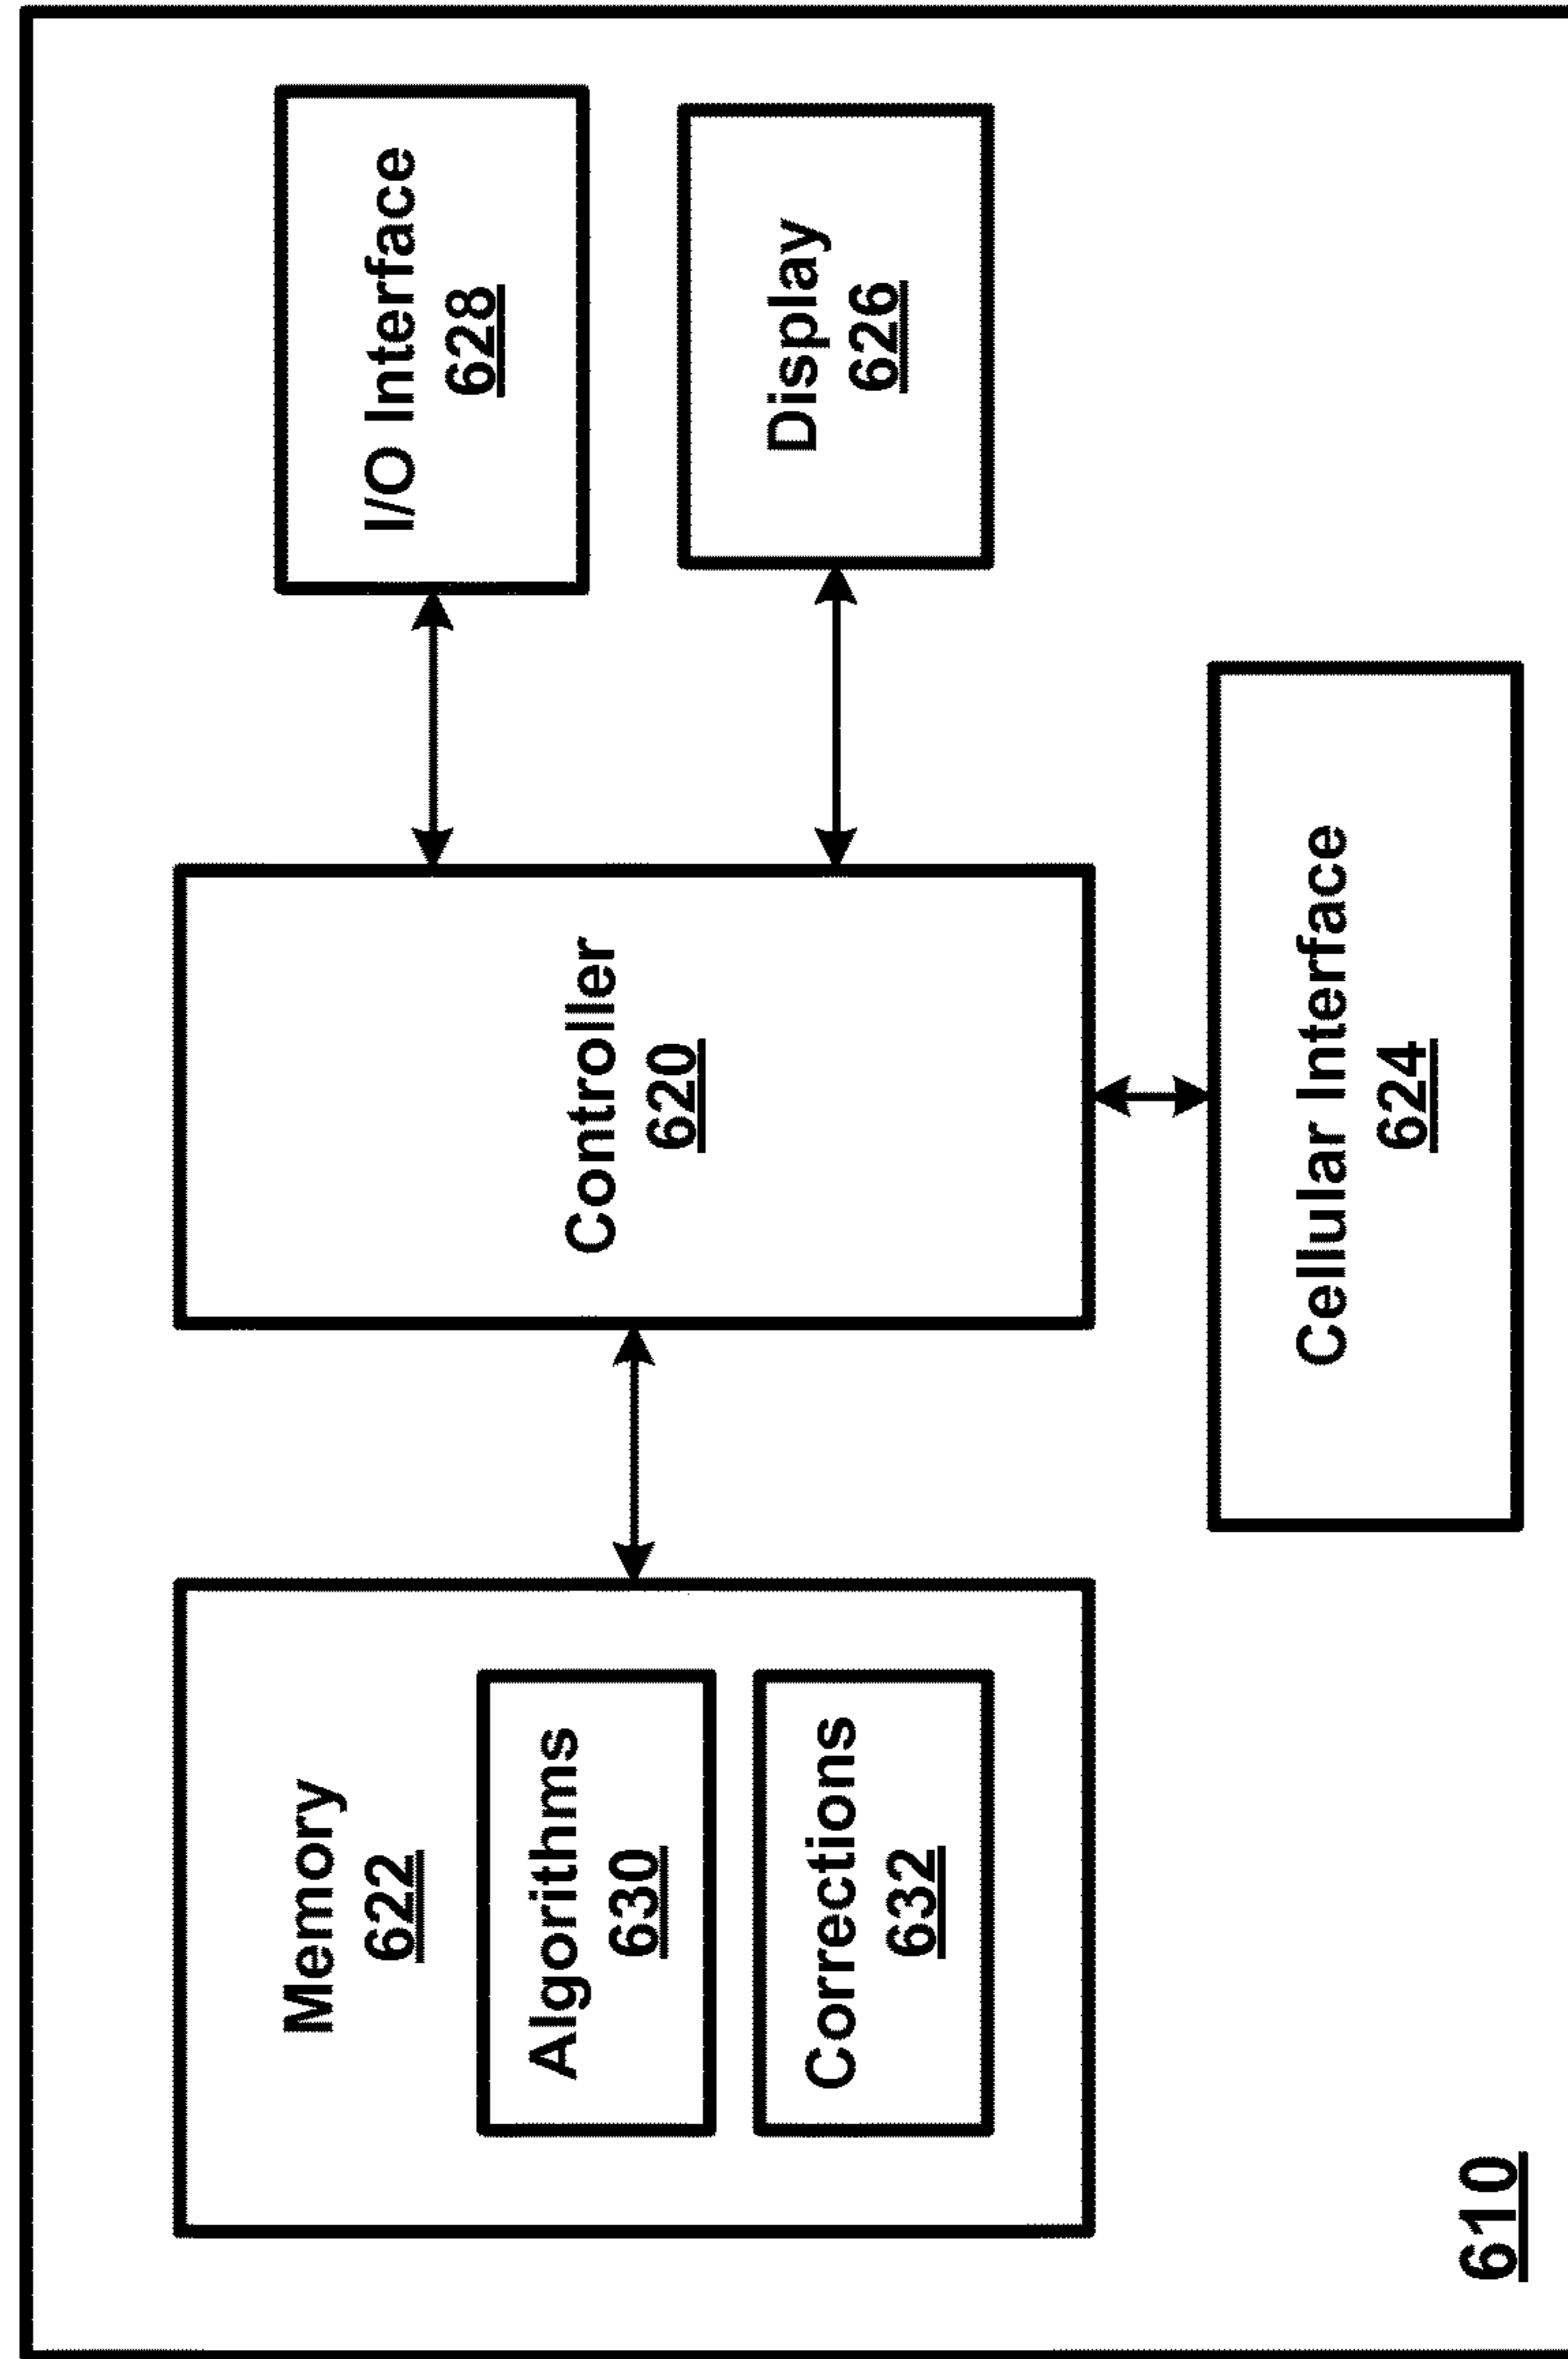 Memory
622
Algorithms
630
Corrections
632
Controller
620
I/O Interface
628
Display
626
Cellular Interface
624
610